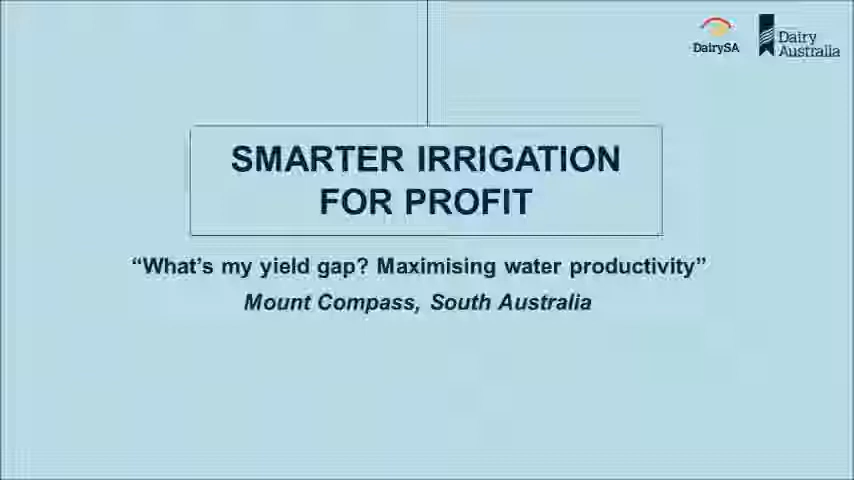 DairySA
Dairy
Australia
SMARTER IRRIGATION
FOR PROFIT
“What’s my yield gap? Maximising water productivity”
Mount Compass, South Australia